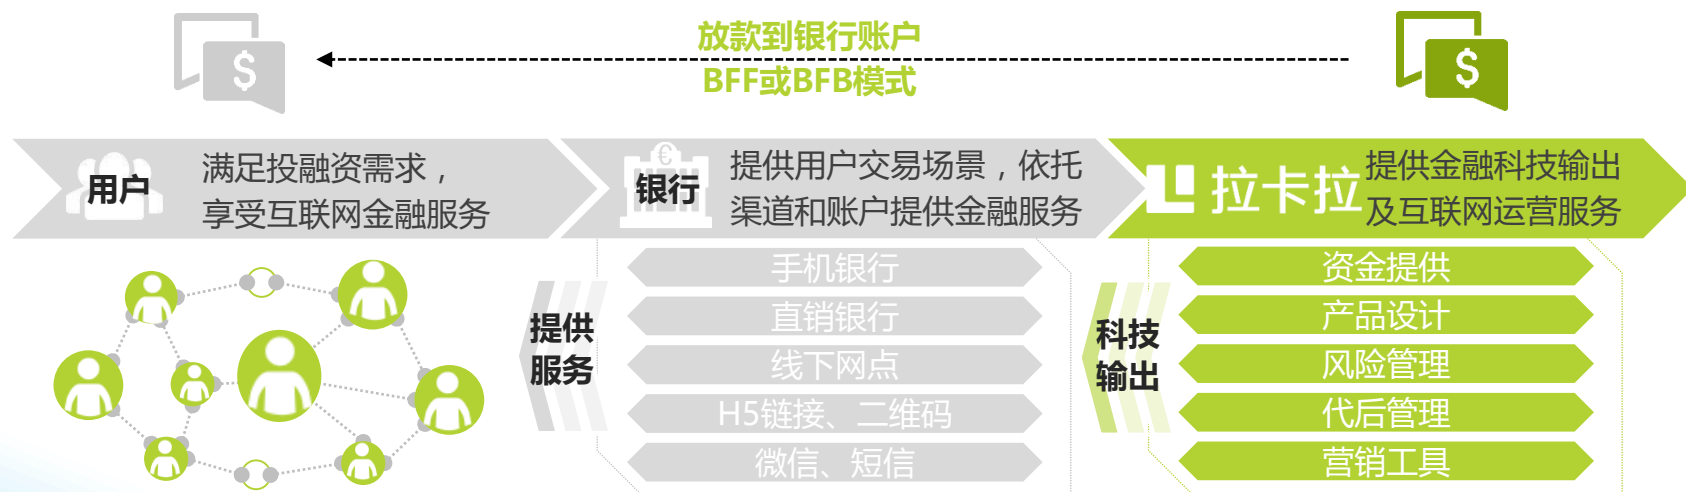 放款到银行账户
BFF或BFB模式
$
$
用户
满足投融资需求，
享受互联网金融服务
€
银行
提供用户交易场景，依托
渠道和账户提供金融服务
拉卡拉
提供金融科技输出
及互联网运营服务
提供
服务
手机银行
直销银行
线下网点
H5链接、二维码
微信、短信
科技
输出
资金提供
产品设计
风险管理
代后管理
营销工具